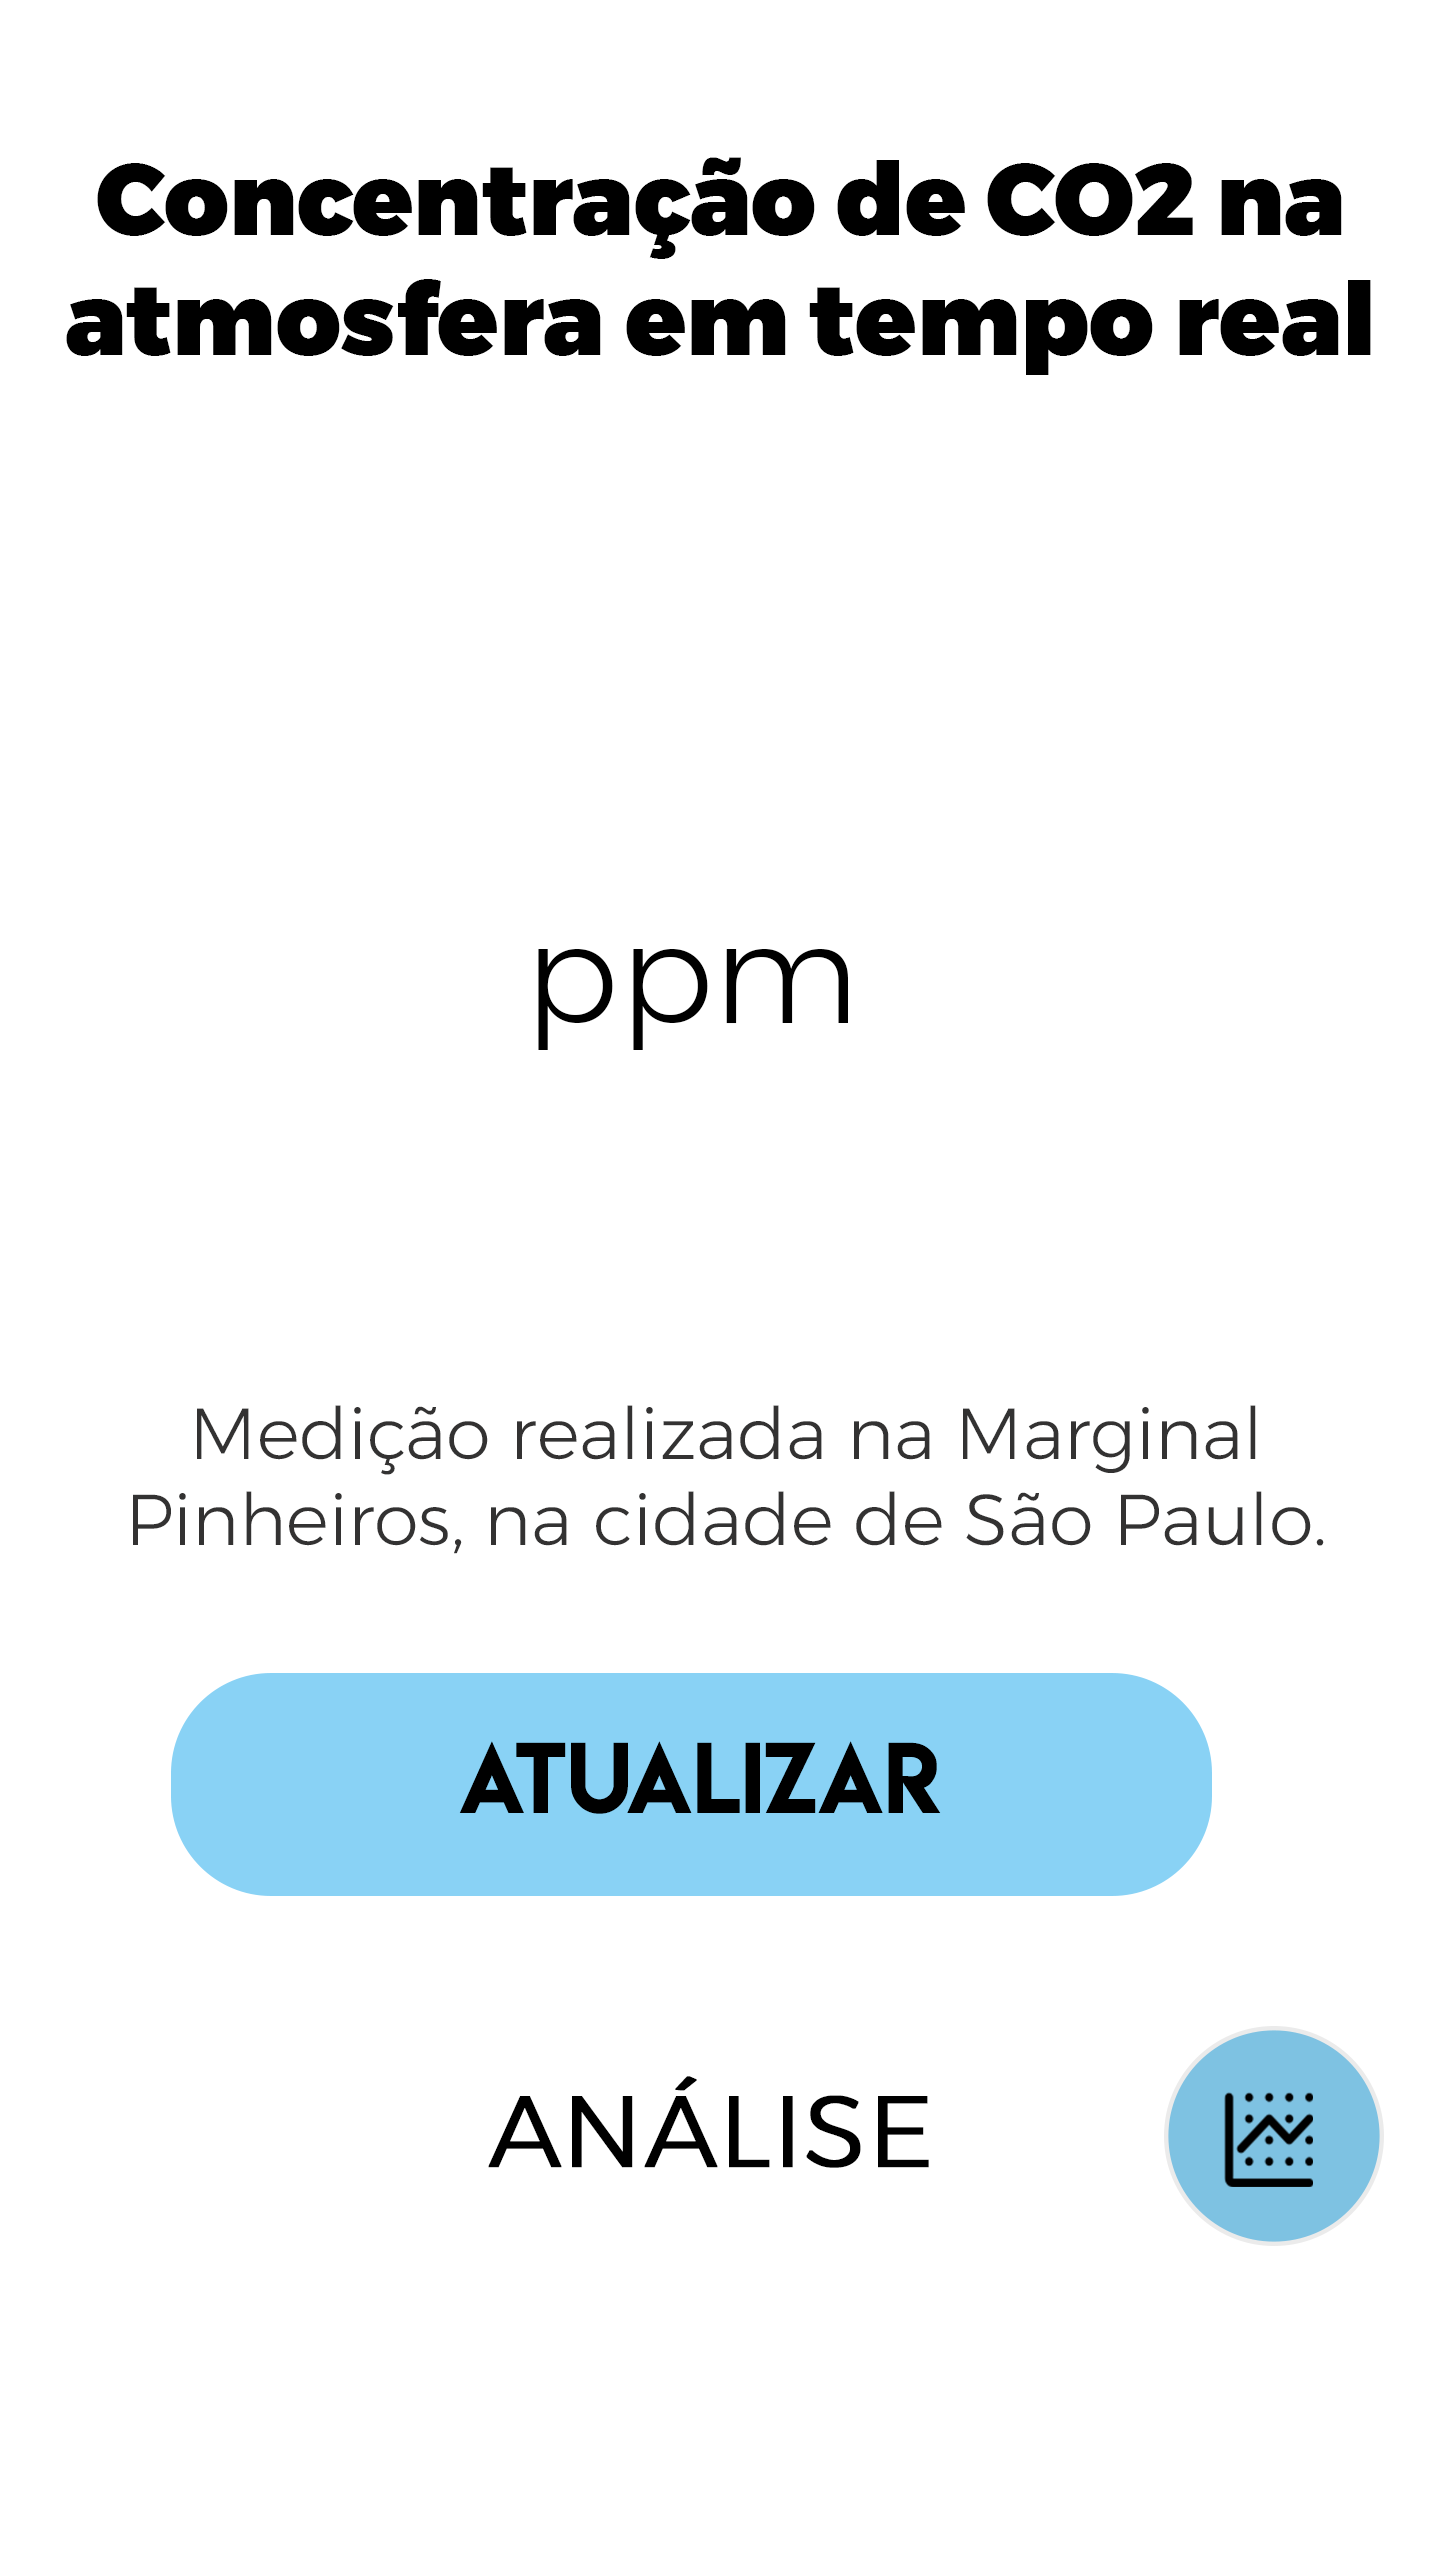 Concentração de CO2 na
atmosfera em tempo real
ppm
Medição realizada na Marginal
Pinheiros, na cidade de São Paulo.
ATUALIZAR
ANÁLISE